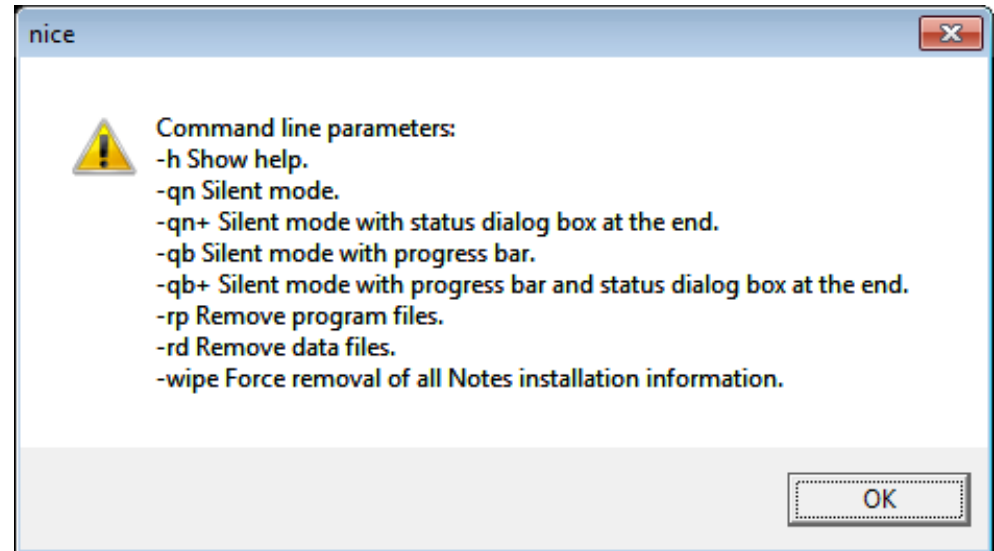 nice
Command line parameters:
-h Show help.
-qn Silent mode.
-qn+ Silent mode with status dialog box at the end.
-qb Silent mode with progress bar.
-qb+ Silent mode with progress bar and status dialog box at the end.
-rp Remove program files.
-rd Remove data files.
-wipe Force removal of all Notes installation information.
OK